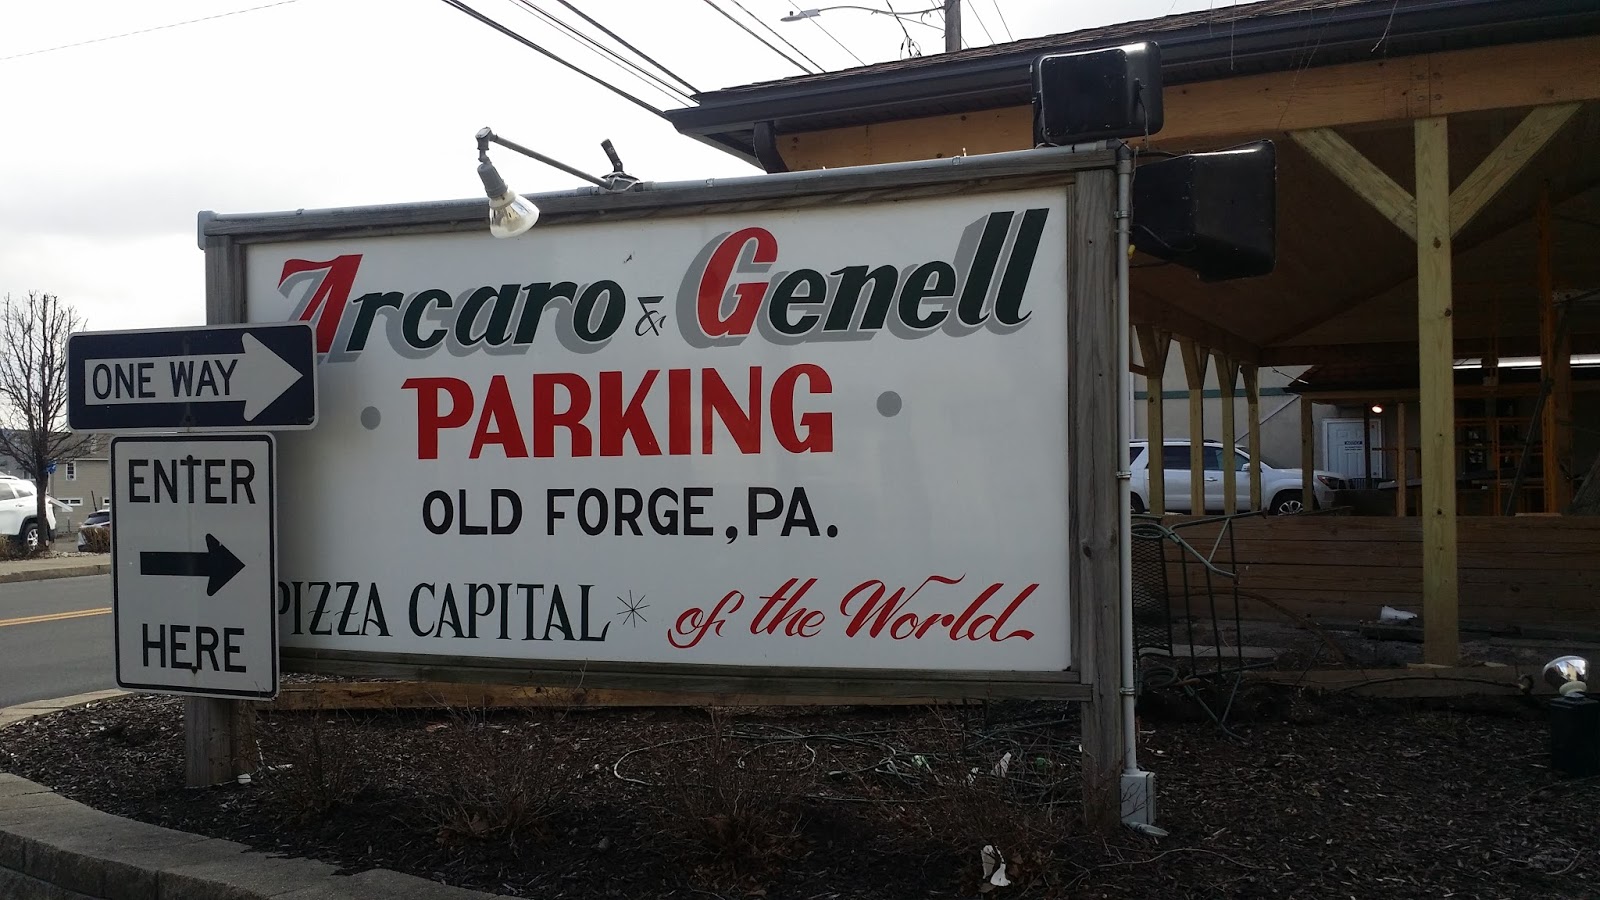 Arcaro & Genell
PARKING
OLD FORGE, PA.
PIZZA CAPITAL * of the World
ONE WAY
ENTER
HERE